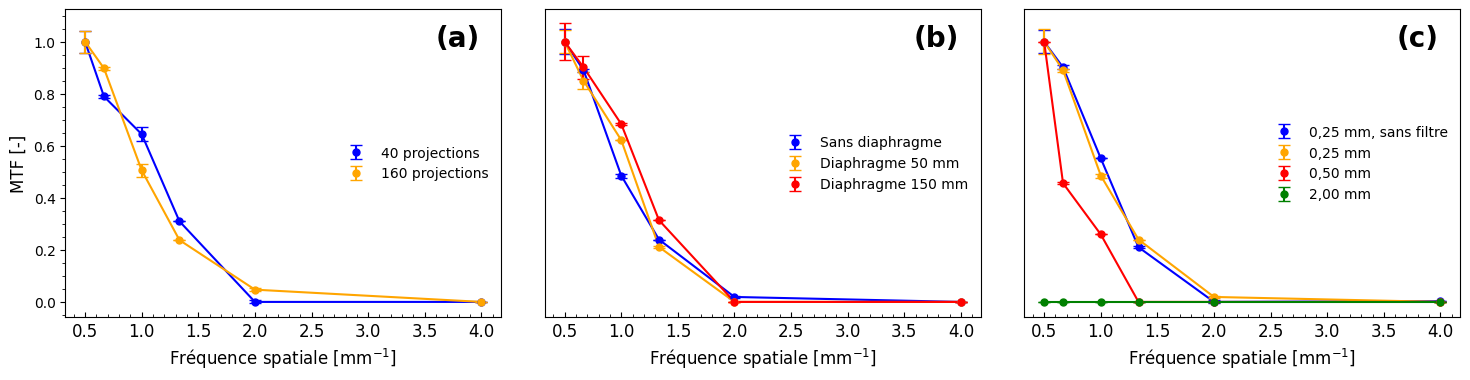 (a)
MTF [-]
1.0
0.8
0.6
0.4
0.2
0.0
40 projections
160 projections
0.5 1.0 1.5 2.0 2.5 3.0 3.5 4.0
Fréquence spatiale [mm⁻¹]
(b)
Sans diaphragme
Diaphragme 50 mm
Diaphragme 150 mm
0.5 1.0 1.5 2.0 2.5 3.0 3.5 4.0
Fréquence spatiale [mm⁻¹]
(c)
0,25 mm, sans filtre
0,25 mm
0,50 mm
2,00 mm
0.5 1.0 1.5 2.0 2.5 3.0 3.5 4.0
Fréquence spatiale [mm⁻¹]